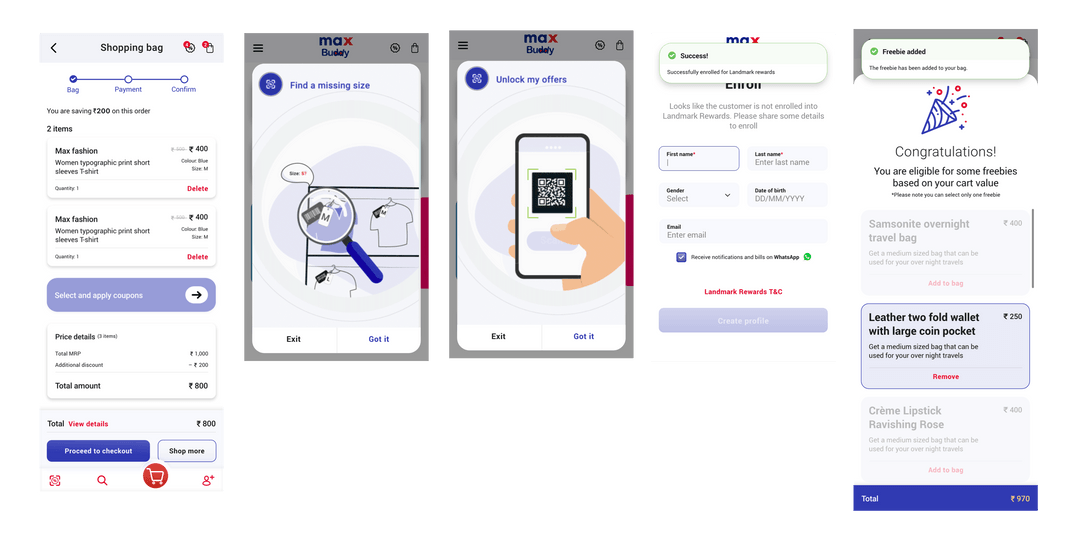 Shopping bag
4
2
Bag
Payment
Confirm
You are saving ₹200 on this order
2 items
Max fashion
₹ 400
Women typographic print short
sleeves T-shirt
Colour: Blue
Size: M
Quantity: 1
Delete
Max fashion
₹ 400
Women typographic print short
sleeves T-shirt
Colour: Blue
Size: M
Quantity: 1
Delete
Select and apply coupons
Price details (3 items)
Total MRP
₹ 1,000
Additional discount
– ₹ 200
Total amount
₹ 800
Total View details
₹ 800
Proceed to checkout
Shop more
max
Buddy
Find a missing size
Size:
M
M
L
Exit
Got it
max
Buddy
Unlock my offers
Exit
Got it
max
Success!
Successfully enrolled for Landmark rewards
Enroll
Looks like the customer is not enrolled into
Landmark Rewards. Please share some details
to enroll
First name*
Last name*
Enter last name
Gender
Select
Date of birth
DD/MM/YYYY
Email
Enter email
Receive notifications and bills on WhatsApp
Landmark Rewards T&C
Create profile
Freebie added
The freebie has been added to your bag.
Congratulations!
You are eligible for some freebies
based on your cart value
*Please note you can select only one freebie
Samsonite overnight
travel bag
₹ 400
Get a medium sized bag that can be
used for your over night travels
Add to bag
Leather two fold wallet
with large coin pocket
₹ 250
Get a medium sized bag that can be
used for your over night travels
Remove
Crème Lipstick
Ravishing Rose
₹ 400
Get a medium sized bag that can be
used for your over night travels
Add to bag
Total
₹ 970